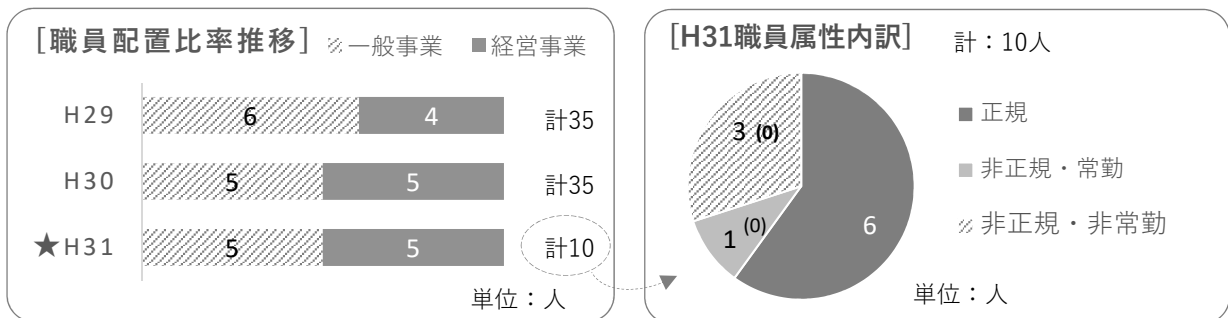 [職員配置比率推移] 一般事業 経営事業
H29 6 4 計35
H30 5 5 計35
★H31 5 5 計10
単位：人
[H31職員属性内訳] 計：10人
3 (0)
1 (0)
6
正規
非正規・常勤
非正規・非常勤
単位：人